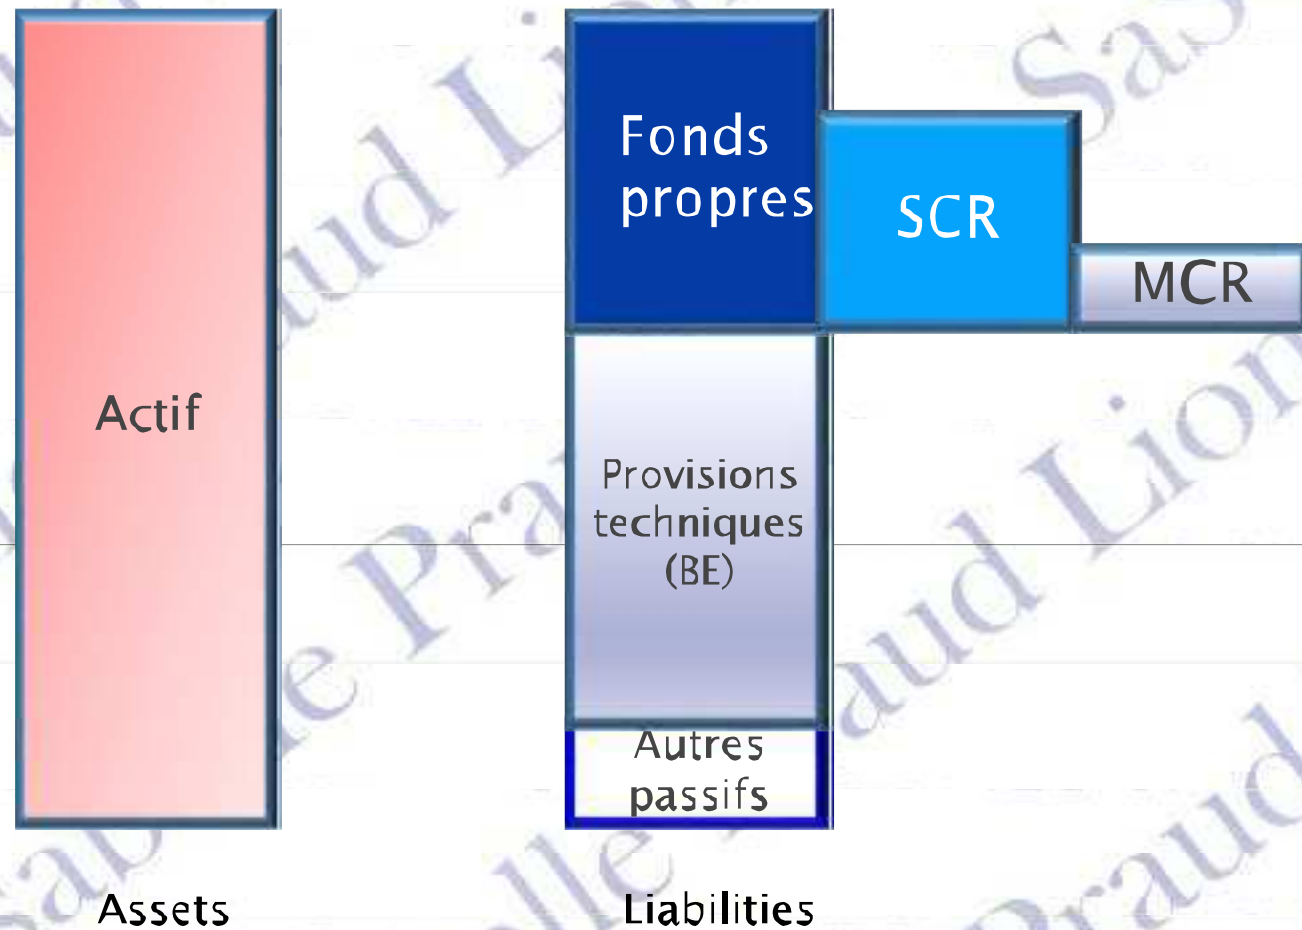 Fonds
propres
SCR
MCR
Actif
Provisions
techniques
(BE)
Autres
passifs
Assets
Liabilities